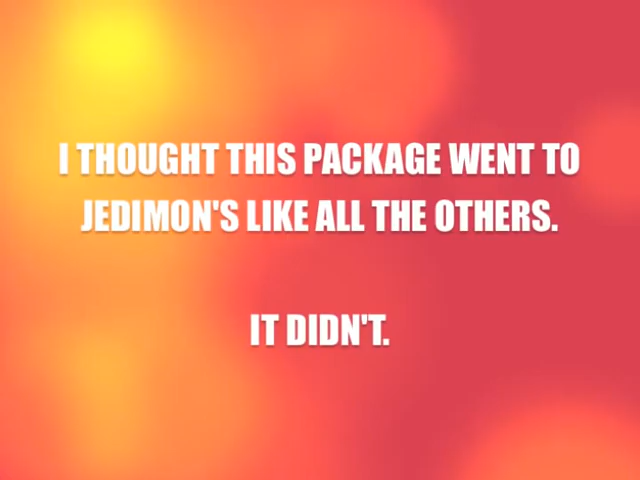 I THOUGHT THIS PACKAGE WENT TO
JEDIMON'S LIKE ALL THE OTHERS.
IT DIDN'T.